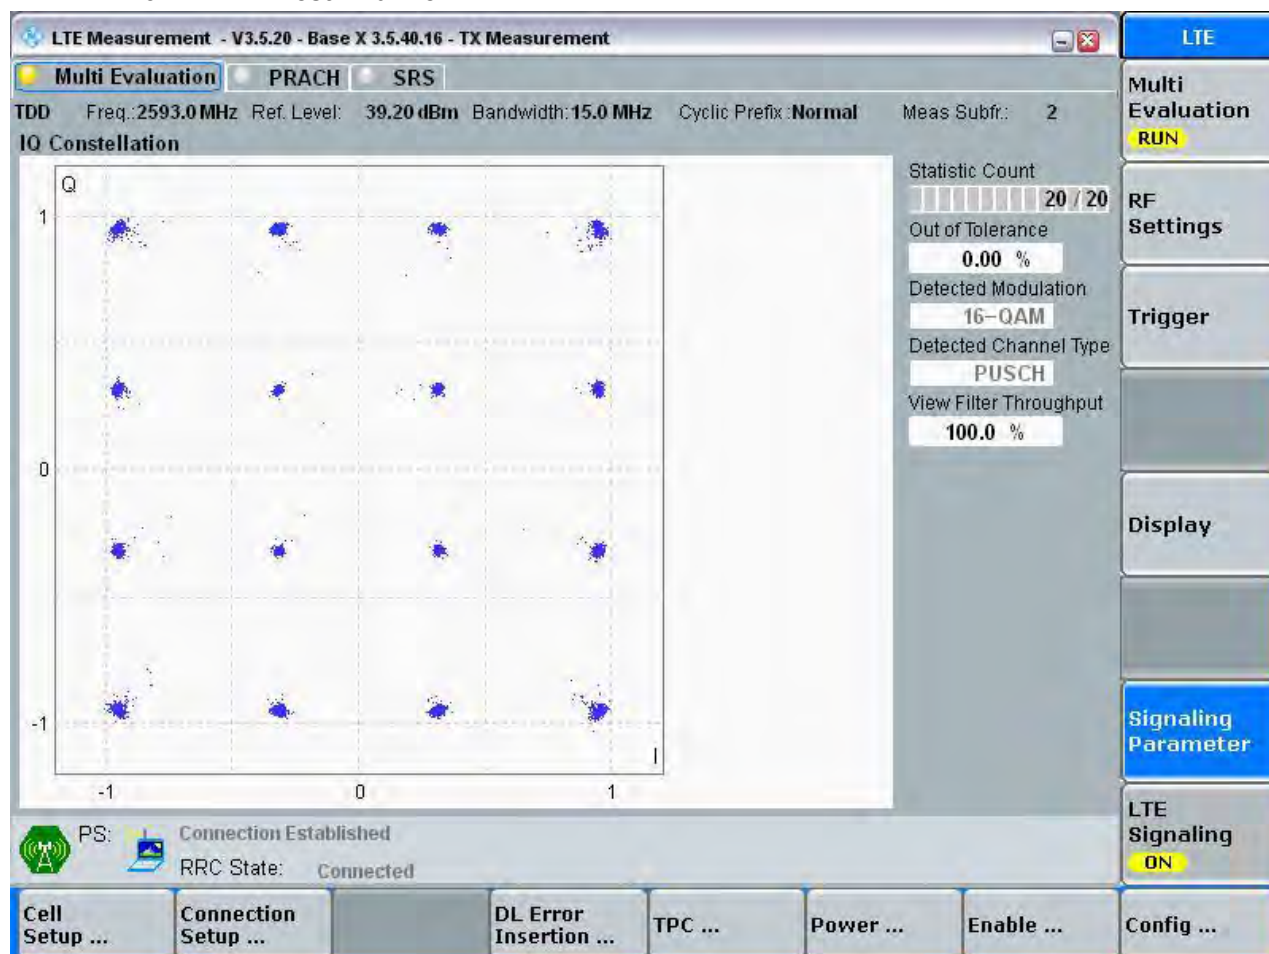 LTE Measurement - V3.5.20 - Base X 3.5.40.16 - TX Measurement
LTE
Multi Evaluation PRACH SRS
TDD Freq.:2593.0 MHz Ref. Level: 39.20 dBm Bandwidth:15.0 MHz Cyclic Prefix:Normal Meas Subfr.: 2
IQ Constellation
Q
1
0
-1
-1 0 1
I
Statistic Count
20 / 20
Out of Tolerance
0.00 %
Detected Modulation
16-QAM
Detected Channel Type
PUSCH
View Filter Throughput
100.0 %
Multi
Evaluation
RUN
RF
Settings
Trigger
Display
Signaling
Parameter
LTE
Signaling
ON
PS: Connection Established
RRC State: Connected
Cell
Setup ...
Connection
Setup ...
DL Error
Insertion ...
TPC ...
Power ...
Enable ...
Config ...